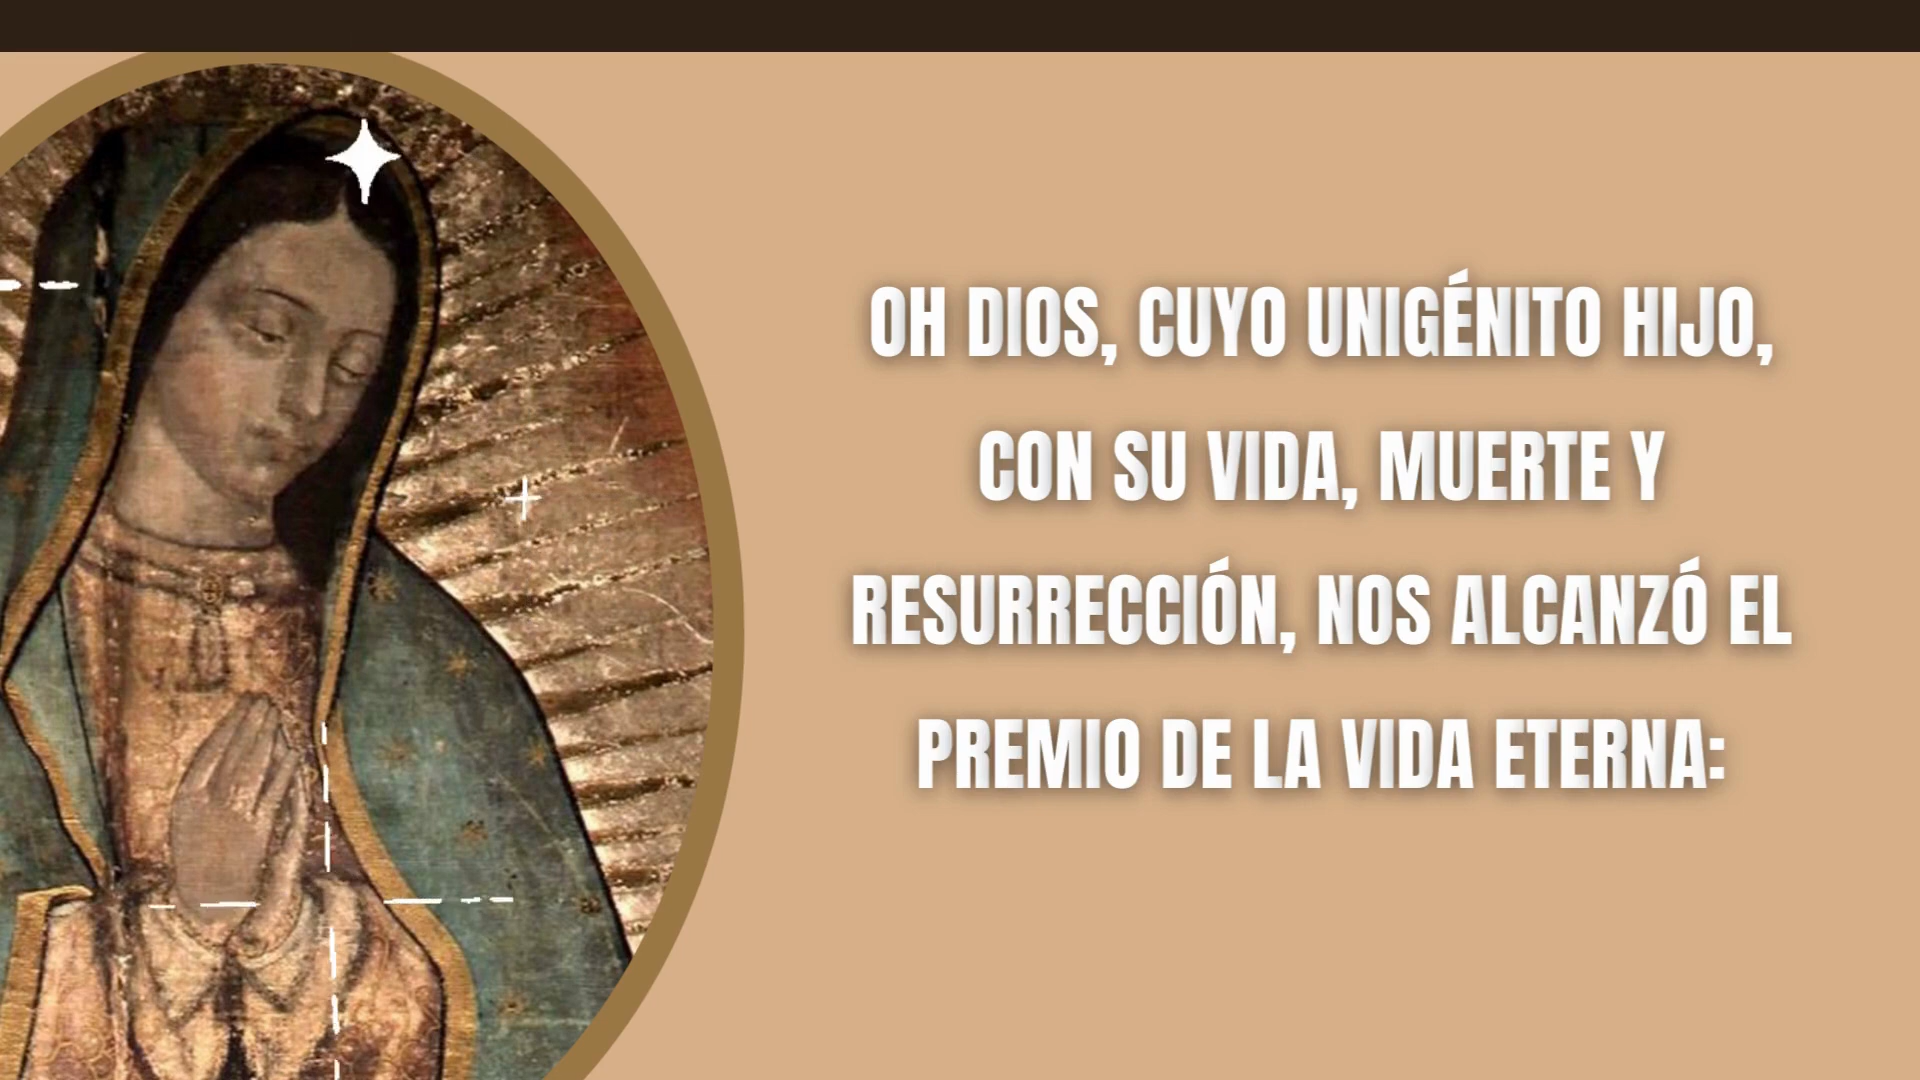 OH DIOS, CUYO UNIGÉNITO HIJO,
CON SU VIDA, MUERTE Y
RESURRECCIÓN, NOS ALCANZÓ EL
PREMIO DE LA VIDA ETERNA: